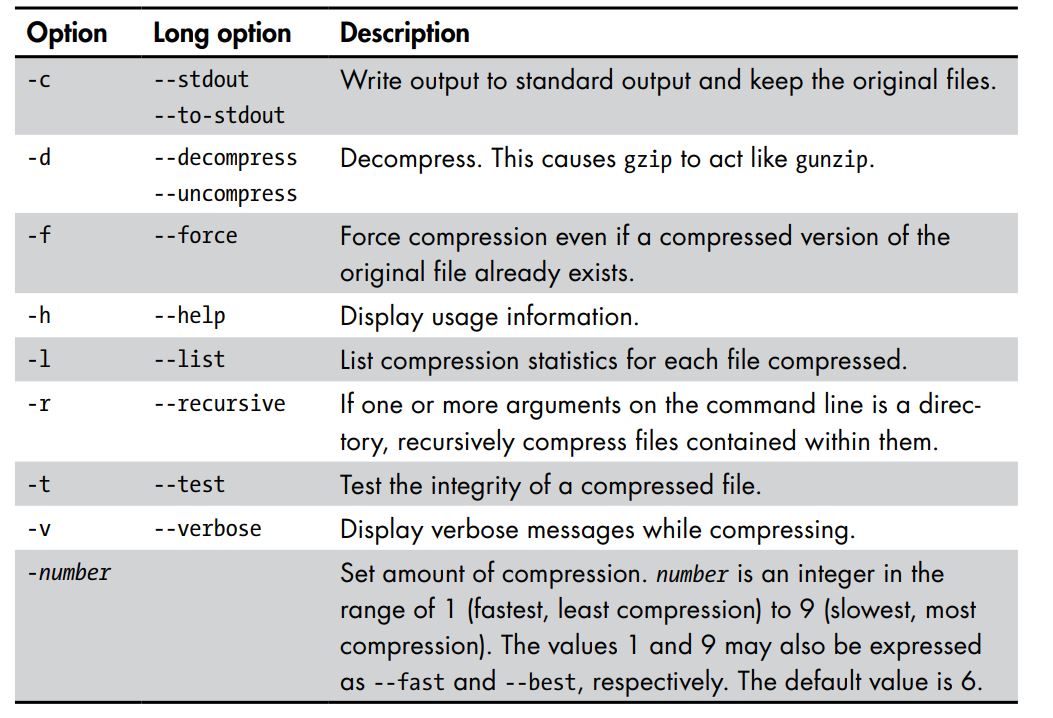 Option Long option Description
-c --stdout Write output to standard output and keep the original files.
--to-stdout
-d --decompress Decompress. This causes gzip to act like gunzip.
--uncompress
-f --force Force compression even if a compressed version of the
original file already exists.
-h --help Display usage information.
-l --list List compression statistics for each file compressed.
-r --recursive If one or more arguments on the command line is a direc-
tory, recursively compress files contained within them.
-t --test Test the integrity of a compressed file.
-v --verbose Display verbose messages while compressing.
-number Set amount of compression. number is an integer in the
range of 1 (fastest, least compression) to 9 (slowest, most
compression). The values 1 and 9 may also be expressed
as --fast and --best, respectively. The default value is 6.